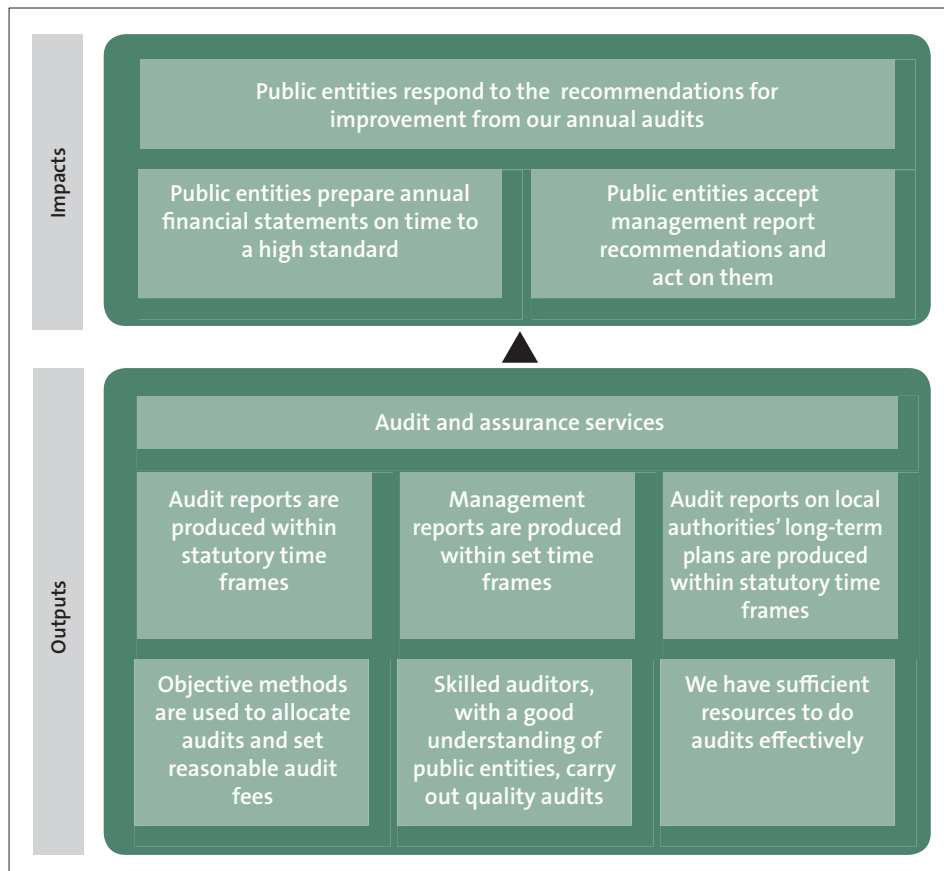 Impacts
Public entities respond to the recommendations for
improvement from our annual audits
Public entities prepare annual
financial statements on time to
a high standard
Public entities accept
management report
recommendations and
act on them
Outputs
Audit and assurance services
Audit reports are
produced within
statutory time
frames
Management
reports are produced
within set time
frames
Audit reports on local
authorities’ long-term
plans are produced
within statutory time
frames
Objective methods
are used to allocate
audits and set
reasonable audit
fees
Skilled auditors,
with a good
understanding of
public entities, carry
out quality audits
We have sufficient
resources to do
audits effectively